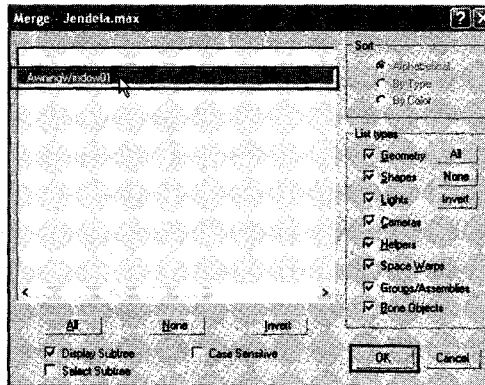 Merge - Jendela.max
AwningWindow01
Sort
Alphabetical
By Type
By Color
List types
Geometry All
Shapes None
Lights Invert
Cameras
Helpers
Space Warps
Groups/Assemblies
Bone Objects
All None Invert
Display Subtree Case Sensitive
Select Subtree
OK Cancel